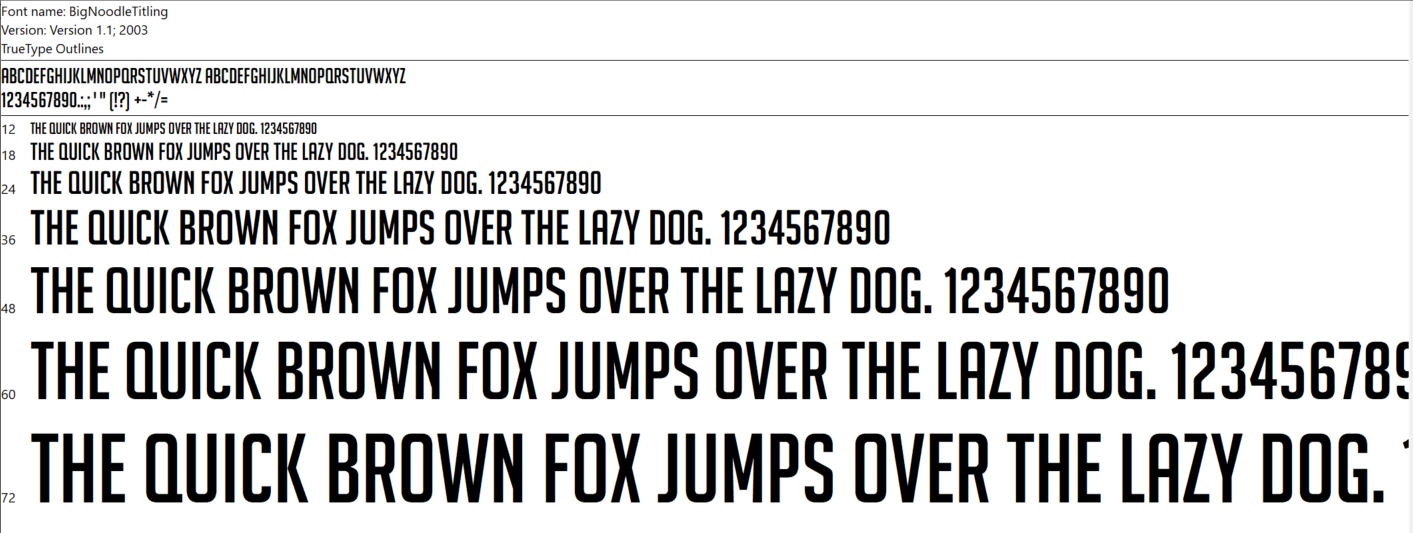 Font name: BigNoodleTitling
Version: Version 1.1; 2003
TrueType Outlines
ABCDEFGHIJKLMNOPQRSTUVWXYZ ABCDEFGHIJKLMNOPQRSTUVWXYZ
1234567890.:,; ' " (!?) +-*/=
12 THE QUICK BROWN FOX JUMPS OVER THE LAZY DOG. 1234567890
18 THE QUICK BROWN FOX JUMPS OVER THE LAZY DOG. 1234567890
24 THE QUICK BROWN FOX JUMPS OVER THE LAZY DOG. 1234567890
36 THE QUICK BROWN FOX JUMPS OVER THE LAZY DOG. 1234567890
48 THE QUICK BROWN FOX JUMPS OVER THE LAZY DOG. 1234567890
60 THE QUICK BROWN FOX JUMPS OVER THE LAZY DOG. 123456789
72 THE QUICK BROWN FOX JUMPS OVER THE LAZY DOG.